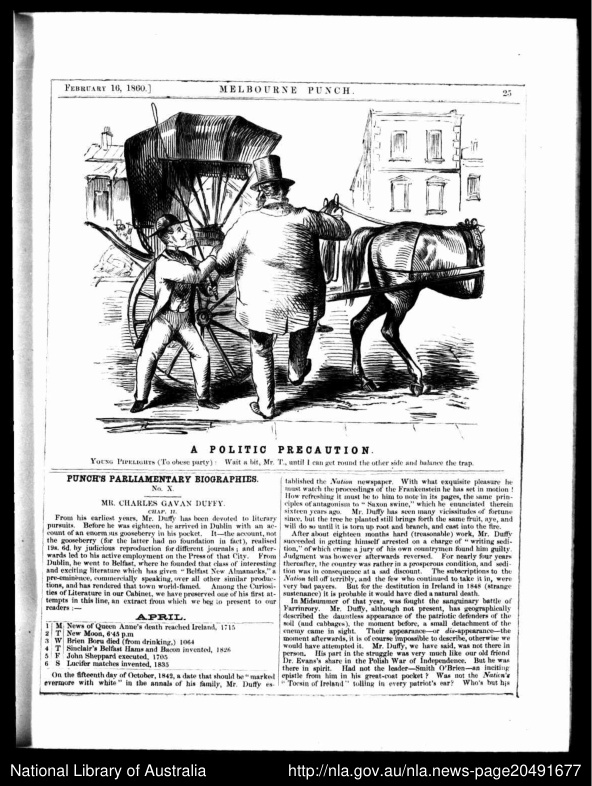 FEBRUARY 16, 1860.] MELBOURNE PUNCH. 25
A POLITIC PRECAUTION.
YOUNG PIPELIGHTS (To obese party): Wait a bit, Mr. T., until I can get round the other side and balance the trap.
PUNCH'S PARLIAMENTARY BIOGRAPHIES.
No. X.
MR. CHARLES GAVAN DUFFY.
CHAP. II.
From his earliest years, Mr. Duffy has been devoted to literary
pursuits. Before he was eighteen, he arrived in Dublin with an ac-
count of an enormous gooseberry in his pocket. It—the account, not
the gooseberry (for the latter had no foundation in fact), realised
19s. 6d. by judicious reproduction for different journals; and after-
wards led to his active employment on the Press of that City. From
Dublin, he went to Belfast, where he founded that class of interesting
and exciting literature which has given "Belfast New Almanacks," a
pre-eminence, commercially speaking, over all other similar produc-
tions, and has rendered that town world-famed. Among the Curiosi-
ties of Literature in our Cabinet, we have preserved one of his first at-
tempts in this line, an extract from which we beg to present to our
readers:—
APRIL.
1 M News of Queen Anne's death reached Ireland, 1715
2 T New Moon, 6·45 p.m
3 W Brien Boru died (from drinking,) 1064
4 T Sinclair's Belfast Hams and Bacon invented, 1826
5 F John Sheppard executed, 1705
6 S Lucifer matches invented, 1835
On the fifteenth day of October, 1842, a date that should be "marked
evermore with white" in the annals of his family, Mr. Duffy es-
tablished the Nation newspaper. With what exquisite pleasure he
must watch the proceedings of the Frankenstein he has set in motion!
How refreshing it must be to him to note in its pages, the same prin-
ciples of antagonism to "Saxon swine," which he enunciated therein
sixteen years ago. Mr. Duffy has seen many vicissitudes of fortune
since, but the tree he planted still brings forth the same fruit, aye, and
will do so until it is torn up root and branch, and cast into the fire.
After about eighteen months hard (treasonable) work, Mr. Duffy
succeeded in getting himself arrested on a charge of "writing sedi-
tion," of which crime a jury of his own countrymen found him guilty.
Judgment was however afterwards reversed. For nearly four years
thereafter, the country was rather in a prosperous condition, and sedi-
tion was in consequence at a sad discount. The subscriptions to the
Nation fell off terribly, and the few who continued to take it in, were
very bad payers. But for the destitution in Ireland in 1848 (strange
sustenance) it is probable it would have died a natural death.
In Midsummer of that year, was fought the sanguinary battle of
Farrinrory. Mr. Duffy, although not present, has geographically
described the dauntless appearance of the patriotic defenders of the
soil (and cabbages), the moment before, a small detachment of the
enemy came in sight. Their appearance—or dis-appearance—the
moment afterwards, it is of course impossible to describe, otherwise we
would have attempted it. Mr. Duffy, we have said, was not there in
person. His part in the struggle was very much like our old friend
Dr. Evans's share in the Polish War of Independence. But he was
there in spirit. Had not the leader—Smith O'Brien—an inciting
epistle from him in his great-coat pocket? Was not the Nation's
"Tocsin of Ireland" tolling in every patriot's ear? Who's but his
National Library of Australia http://nla.gov.au/nla.news-page20491677